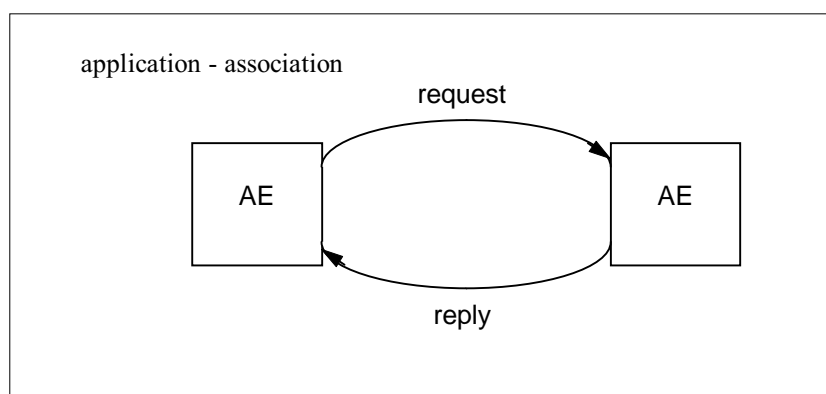 application - association
request
AE
AE
reply